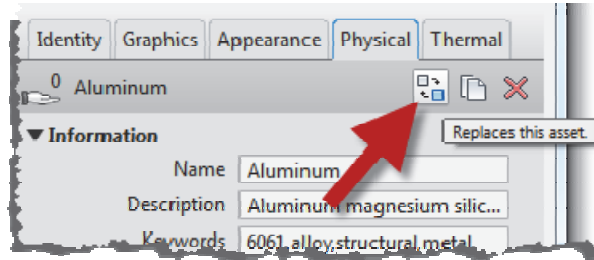 Identity Graphics Appearance Physical Thermal
0 Aluminum
Replaces this asset.
Information
Name Aluminum
Description Aluminum magnesium silic...
Keywords 6061,alloy,structural,metal